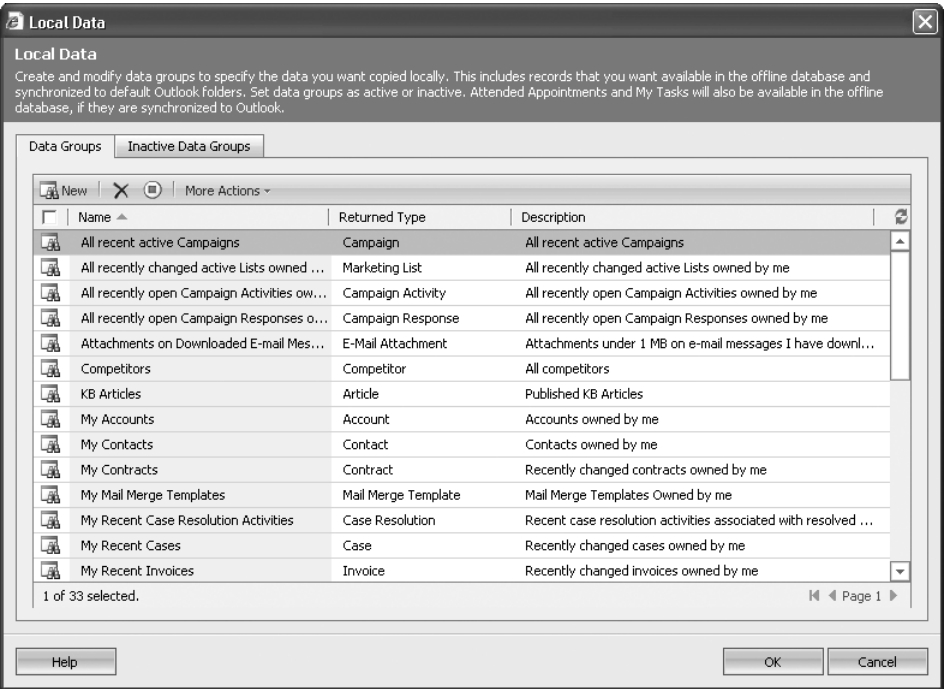 Local Data
Local Data
Create and modify data groups to specify the data you want copied locally. This includes records that you want available in the offline database and
synchronized to default Outlook folders. Set data groups as active or inactive. Attended Appointments and My Tasks will also be available in the offline
database, if they are synchronized to Outlook.
Data Groups Inactive Data Groups
New More Actions
Name Returned Type Description
All recent active Campaigns Campaign All recent active Campaigns
All recently changed active Lists owned ... Marketing List All recently changed active Lists owned by me
All recently open Campaign Activities ow... Campaign Activity All recently open Campaign Activities owned by me
All recently open Campaign Responses o... Campaign Response All recently open Campaign Responses owned by me
Attachments on Downloaded E-mail Mes... E-Mail Attachment Attachments under 1 MB on e-mail messages I have downl...
Competitors Competitor All competitors
KB Articles Article Published KB Articles
My Accounts Account Accounts owned by me
My Contacts Contact Contacts owned by me
My Contracts Contract Recently changed contracts owned by me
My Mail Merge Templates Mail Merge Template Mail Merge Templates Owned by me
My Recent Case Resolution Activities Case Resolution Recent case resolution activities associated with resolved ...
My Recent Cases Case Recently changed cases owned by me
My Recent Invoices Invoice Recently changed invoices owned by me
1 of 33 selected. Page 1
Help OK Cancel